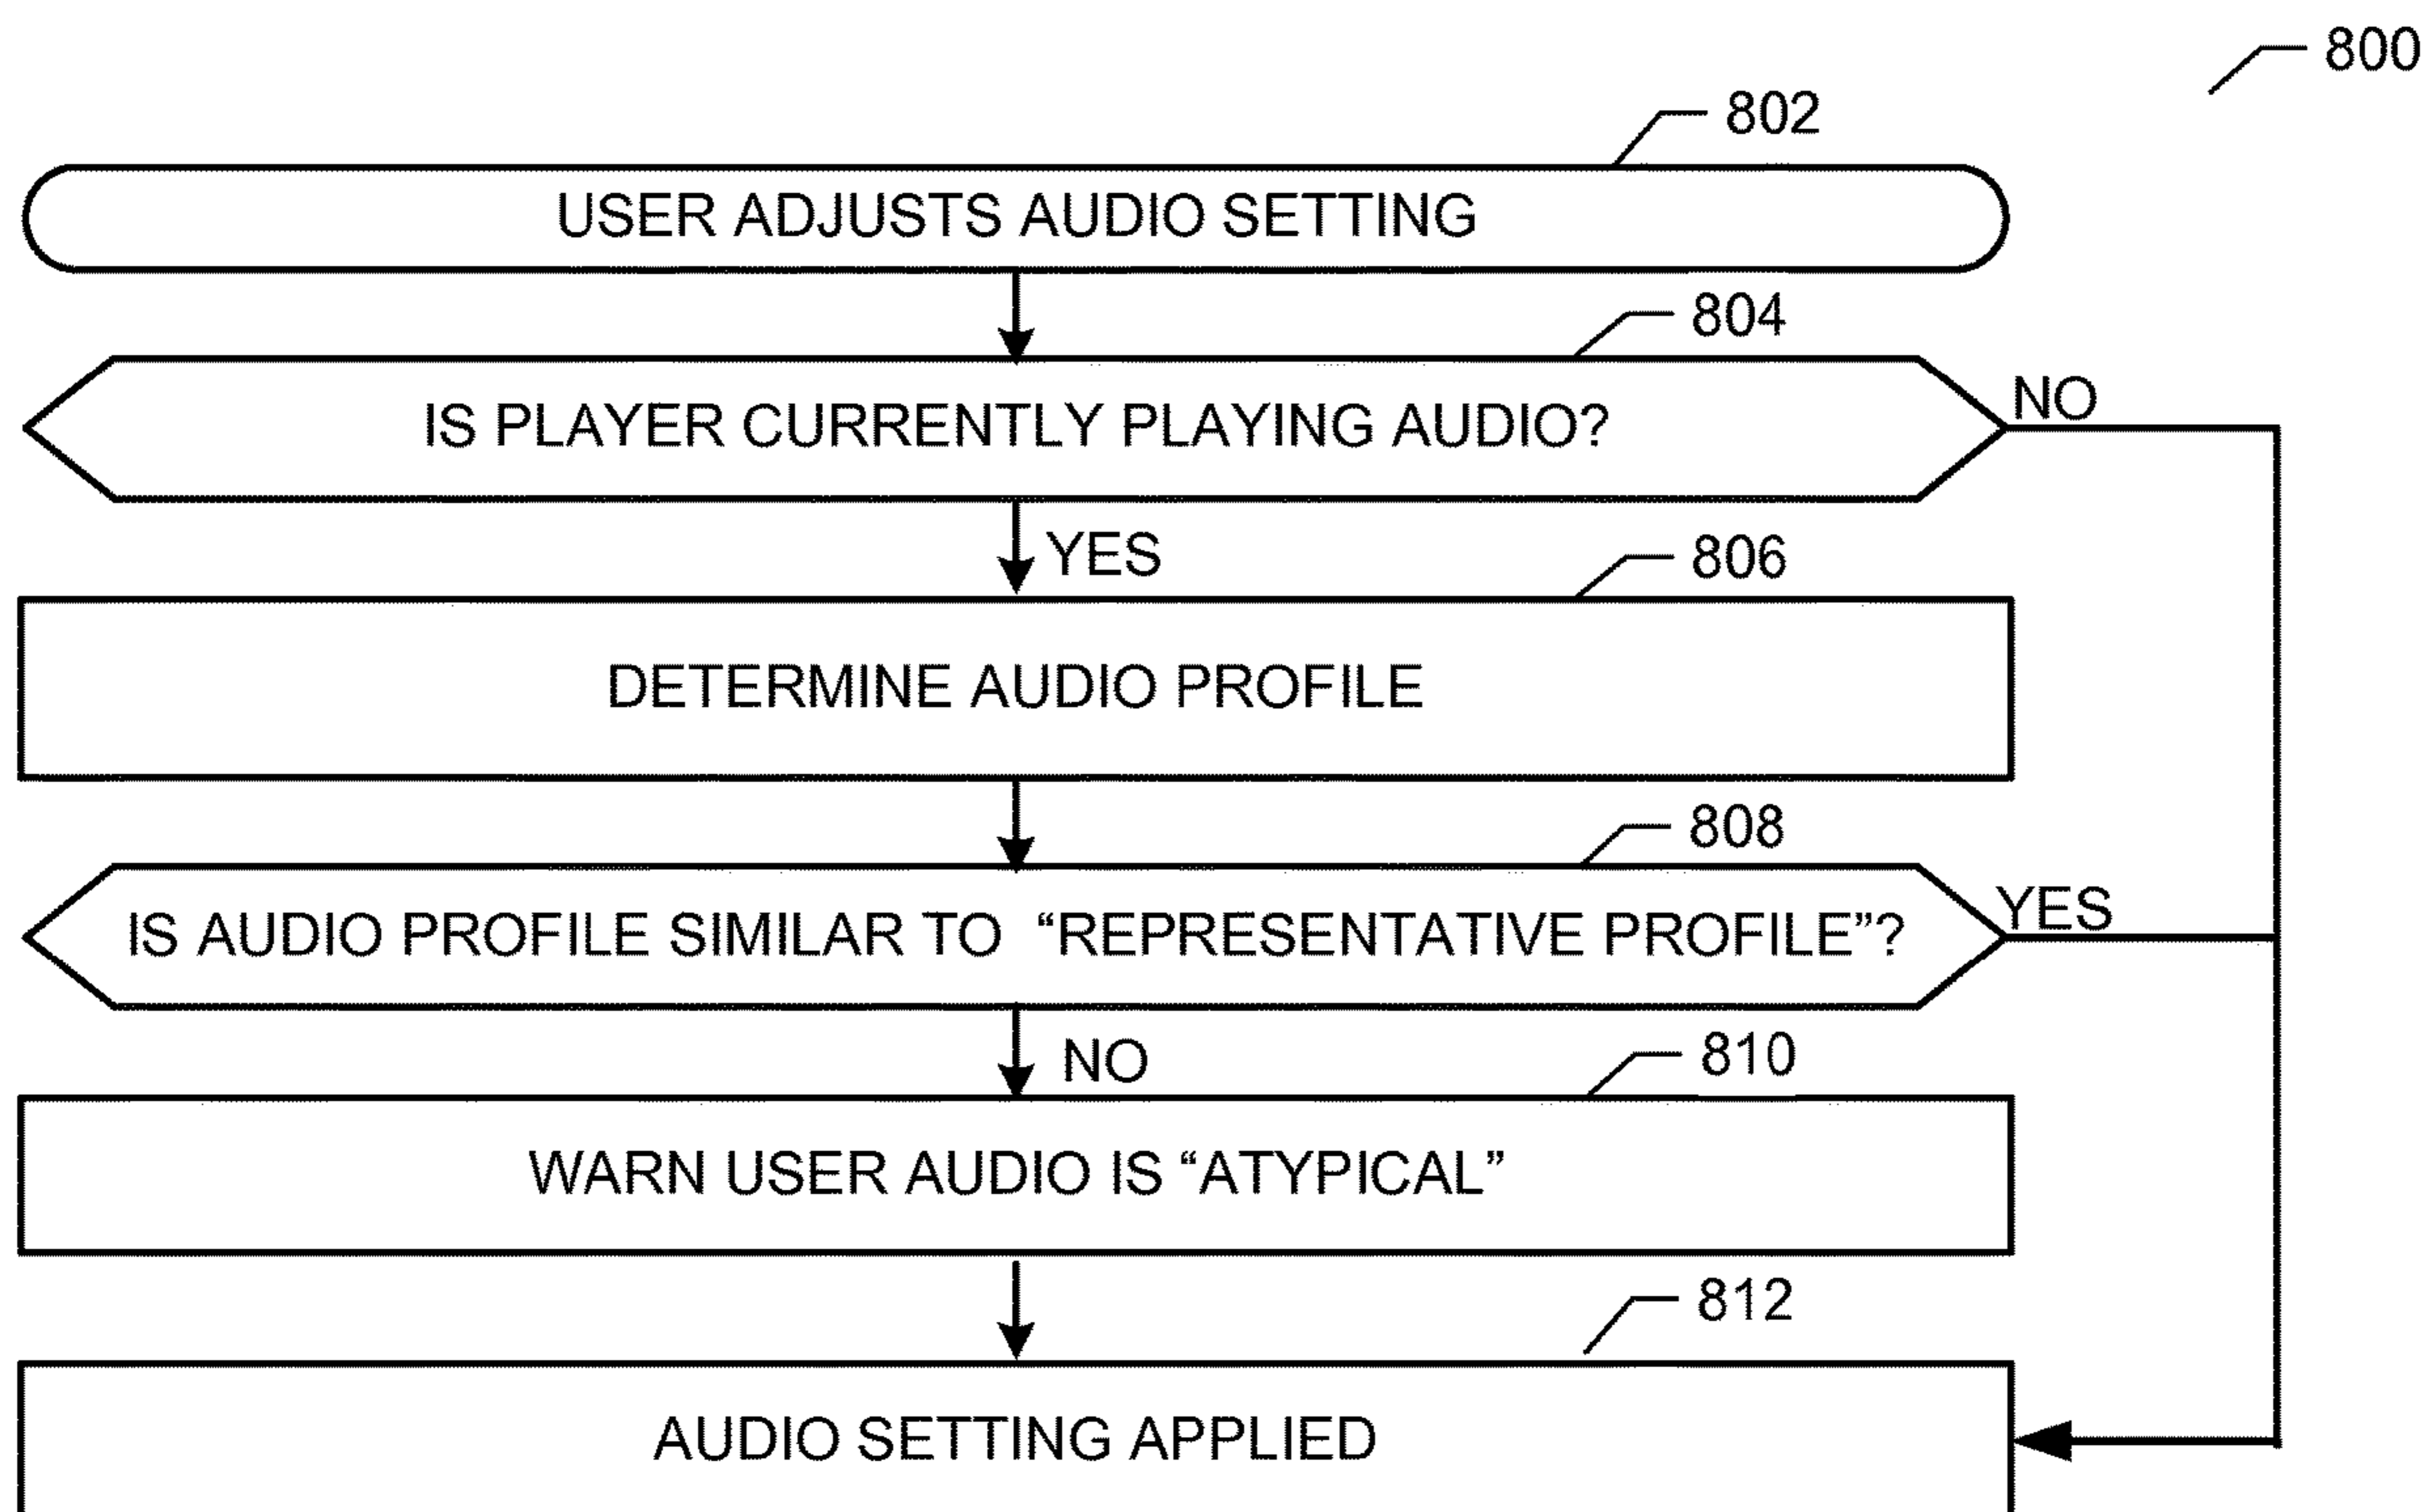 800
802
USER ADJUSTS AUDIO SETTING
804
IS PLAYER CURRENTLY PLAYING AUDIO?
NO
YES
806
DETERMINE AUDIO PROFILE
808
IS AUDIO PROFILE SIMILAR TO “REPRESENTATIVE PROFILE”?
YES
NO
810
WARN USER AUDIO IS “ATYPICAL”
812
AUDIO SETTING APPLIED